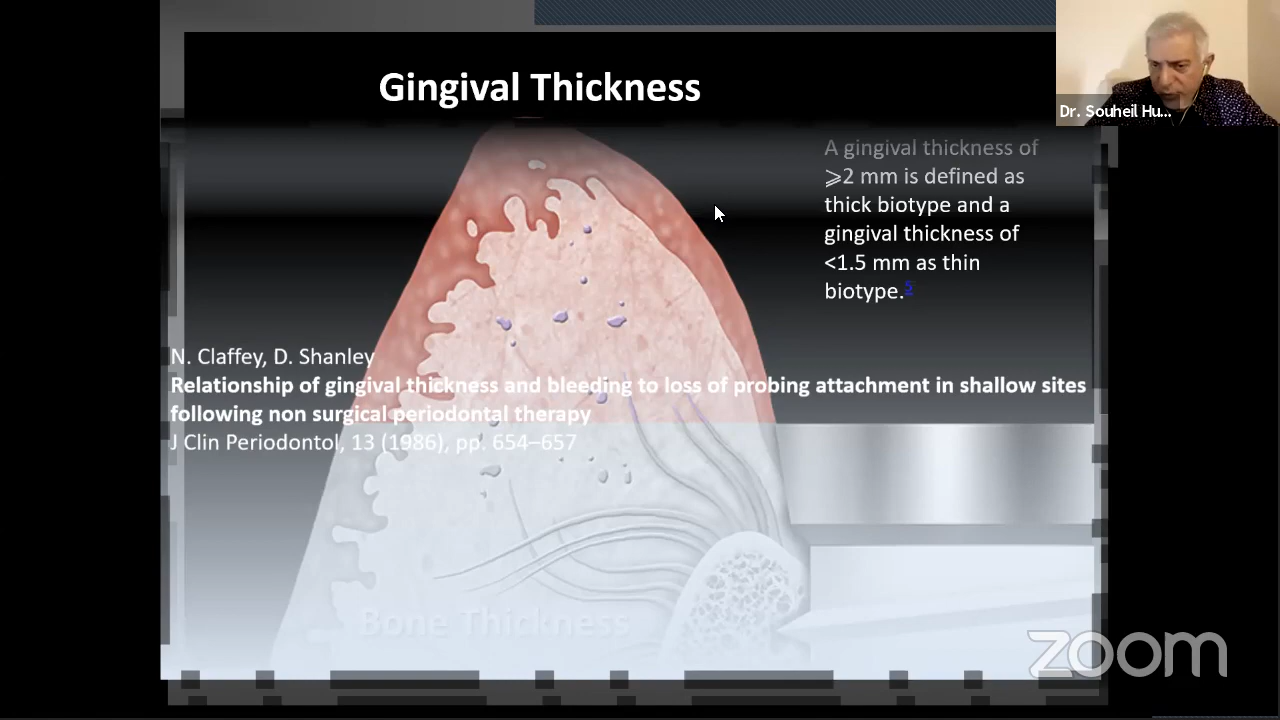 Gingival Thickness
Dr. Souheil Hu...
A gingival thickness of
⩾2 mm is defined as
thick biotype and a
gingival thickness of
<1.5 mm as thin
biotype.5
N. Claffey, D. Shanley
Relationship of gingival thickness and bleeding to loss of probing attachment in shallow sites
following non surgical periodontal therapy
J Clin Periodontol, 13 (1986), pp. 654–657
Bone Thickness
zoom